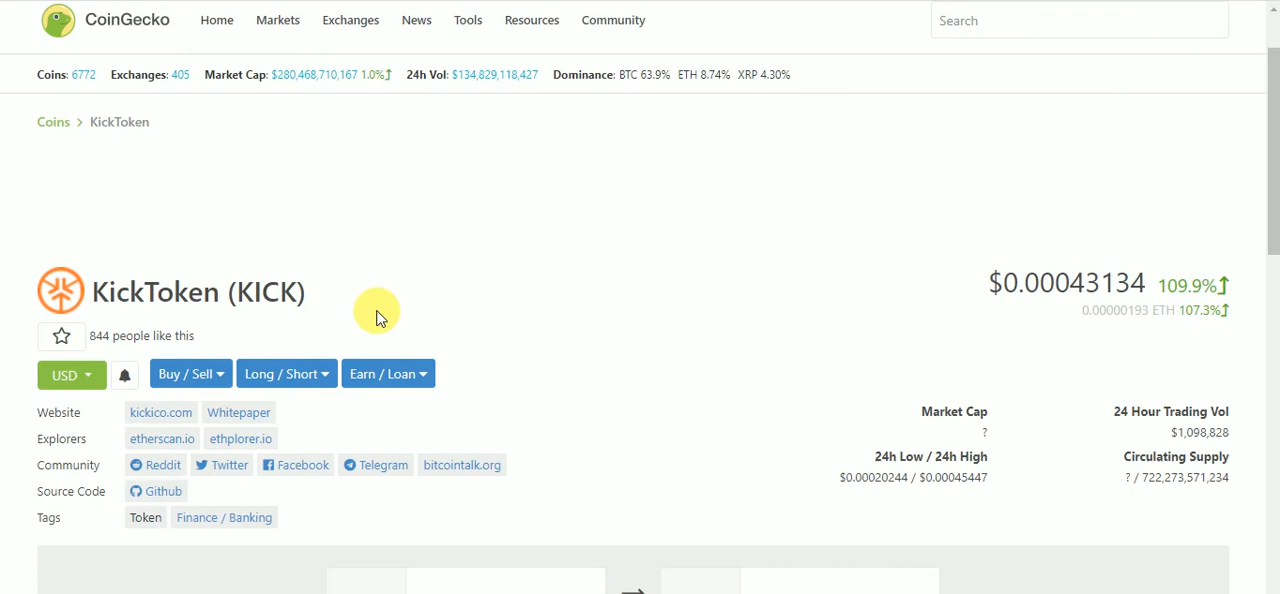 CoinGecko Home Markets Exchanges News Tools Resources Community Search
Coins: 6772 Exchanges: 405 Market Cap: $280,468,710,167 1.0% 24h Vol: $134,829,118,427 Dominance: BTC 63.9% ETH 8.74% XRP 4.30%
Coins > KickToken
KickToken (KICK)
$0.00043134 109.9%
0.00000193 ETH 107.3%
844 people like this
USD Buy / Sell Long / Short Earn / Loan
Website kickico.com Whitepaper
Explorers etherscan.io ethplorer.io
Community Reddit Twitter Facebook Telegram bitcointalk.org
Source Code Github
Tags Token Finance / Banking
Market Cap
?
24 Hour Trading Vol
$1,098,828
24h Low / 24h High
$0.00020244 / $0.00045447
Circulating Supply
? / 722,273,571,234